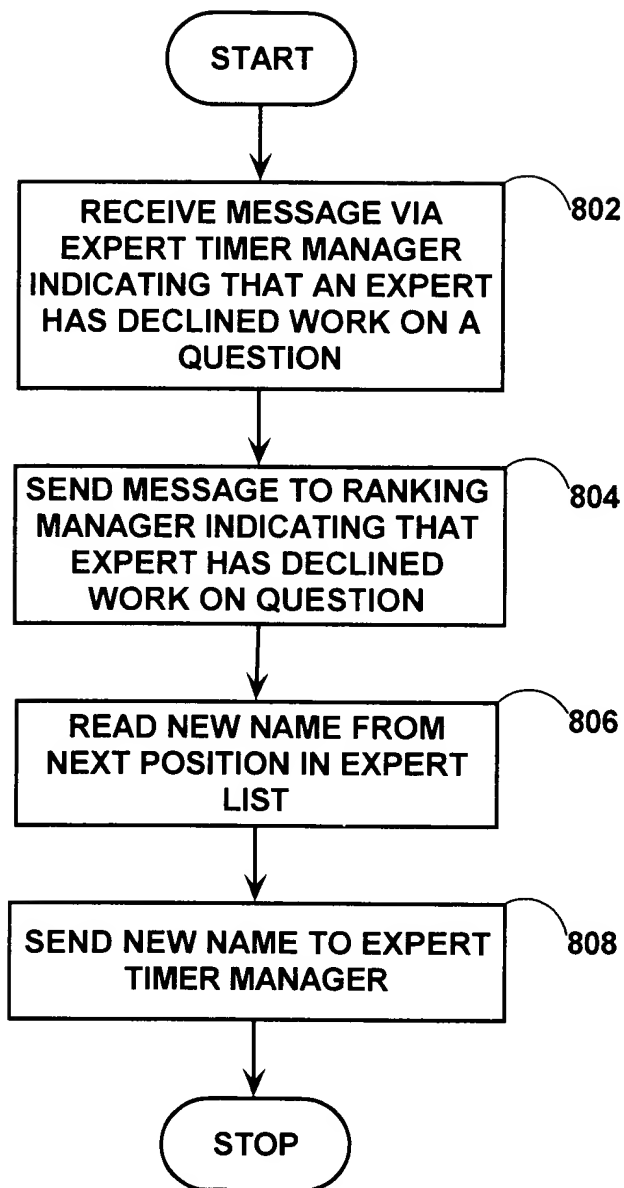 START
RECEIVE MESSAGE VIA
EXPERT TIMER MANAGER
INDICATING THAT AN EXPERT
HAS DECLINED WORK ON A
QUESTION
802
SEND MESSAGE TO RANKING
MANAGER INDICATING THAT
EXPERT HAS DECLINED
WORK ON QUESTION
804
READ NEW NAME FROM
NEXT POSITION IN EXPERT
LIST
806
SEND NEW NAME TO EXPERT
TIMER MANAGER
808
STOP